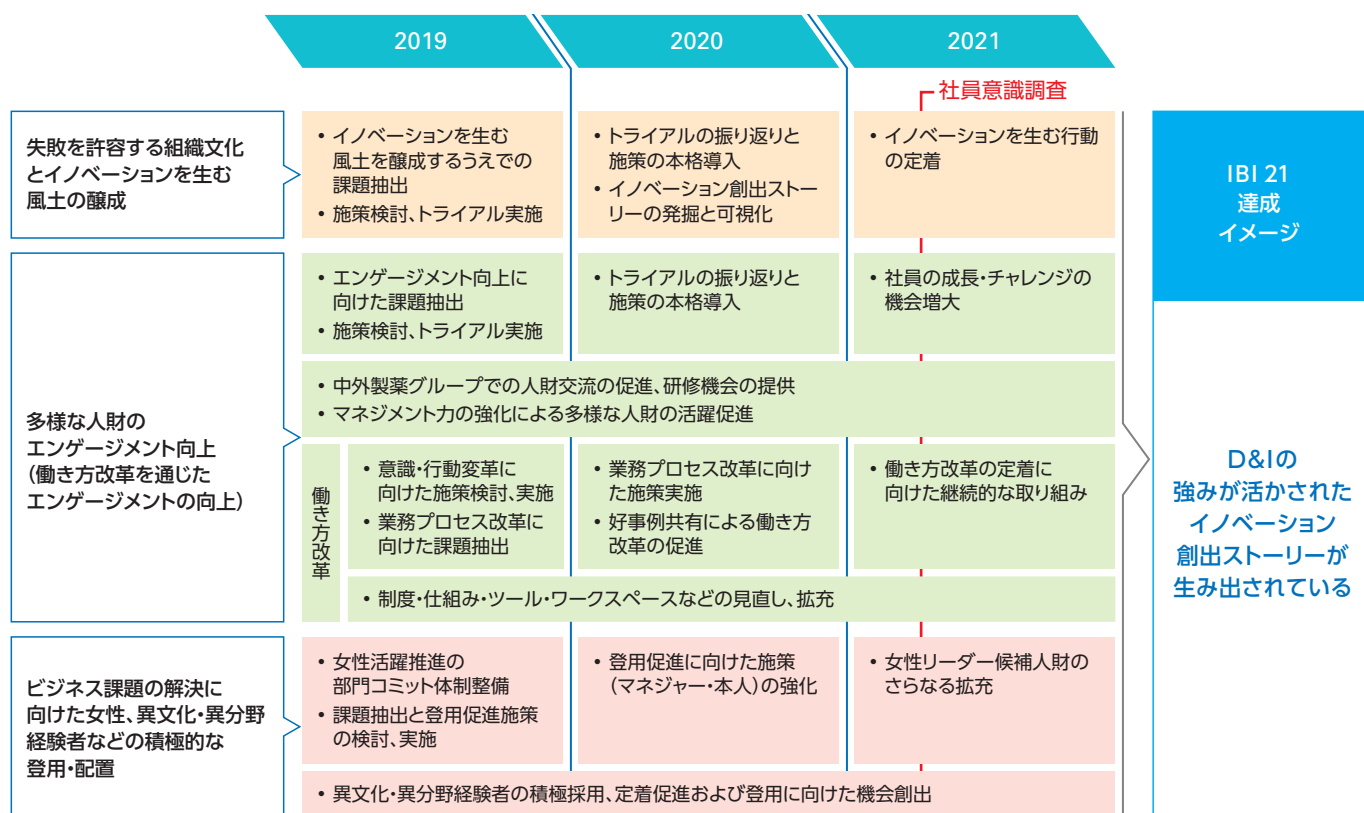 2019
2020
2021
社員意識調査
失敗を許容する組織文化
とイノベーションを生む
風土の醸成
• イノベーションを生む
風土を醸成するうえでの
課題抽出
• 施策検討、トライアル実施
• トライアルの振り返りと
施策の本格導入
• イノベーション創出ストー
リーの発掘と可視化
• イノベーションを生む行動
の定着
多様な人財の
エンゲージメント向上
(働き方改革を通じた
エンゲージメントの向上)
• エンゲージメント向上に
向けた課題抽出
• 施策検討、トライアル実施
• トライアルの振り返りと
施策の本格導入
• 社員の成長・チャレンジの
機会増大
• 中外製薬グループでの人財交流の促進、研修機会の提供
• マネジメント力の強化による多様な人財の活躍促進
働き方改革
• 意識・行動変革に
向けた施策検討、実施
• 業務プロセス改革に
向けた課題抽出
• 業務プロセス改革に向け
た施策実施
• 好事例共有による働き方
改革の促進
• 働き方改革の定着に
向けた継続的な取り組み
• 制度・仕組み・ツール・ワークスペースなどの見直し、拡充
ビジネス課題の解決に
向けた女性、異文化・異分野
経験者などの積極的な
登用・配置
• 女性活躍推進の
部門コミット体制整備
• 課題抽出と登用促進施策
の検討、実施
• 登用促進に向けた施策
(マネジャー・本人)の強化
• 女性リーダー候補人財の
さらなる拡充
• 異文化・異分野経験者の積極採用、定着促進および登用に向けた機会創出
IBI 21
達成
イメージ
D&Iの
強みが活かされた
イノベーション
創出ストーリーが
生み出されている